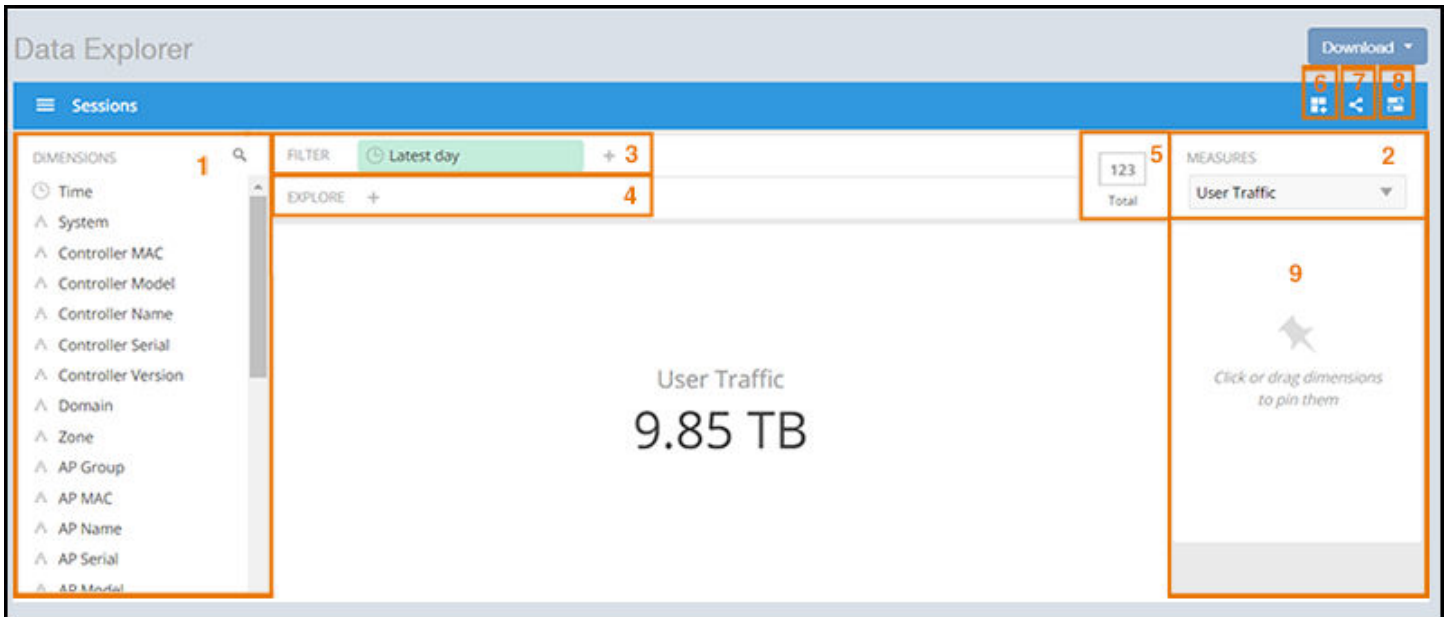 Data Explorer
Download
6 7 8
Sessions
DIMENSIONS 1
Time
System
Controller MAC
Controller Model
Controller Name
Controller Serial
Controller Version
Domain
Zone
AP Group
AP MAC
AP Name
AP Serial
AP Model
FILTER Latest day + 3
EXPLORE + 4
123 5
Total
MEASURES 2
User Traffic
User Traffic
9.85 TB
9
Click or drag dimensions
to pin them